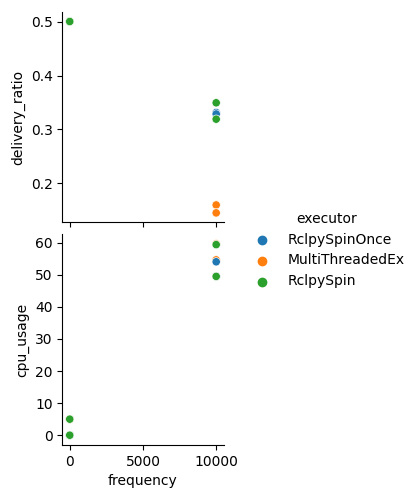 0.5
0.4
0.3
0.2
delivery_ratio
executor
RclpySpinOnce
MultiThreadedEx
RclpySpin
60
50
40
30
20
10
0
cpu_usage
0 5000 10000
frequency